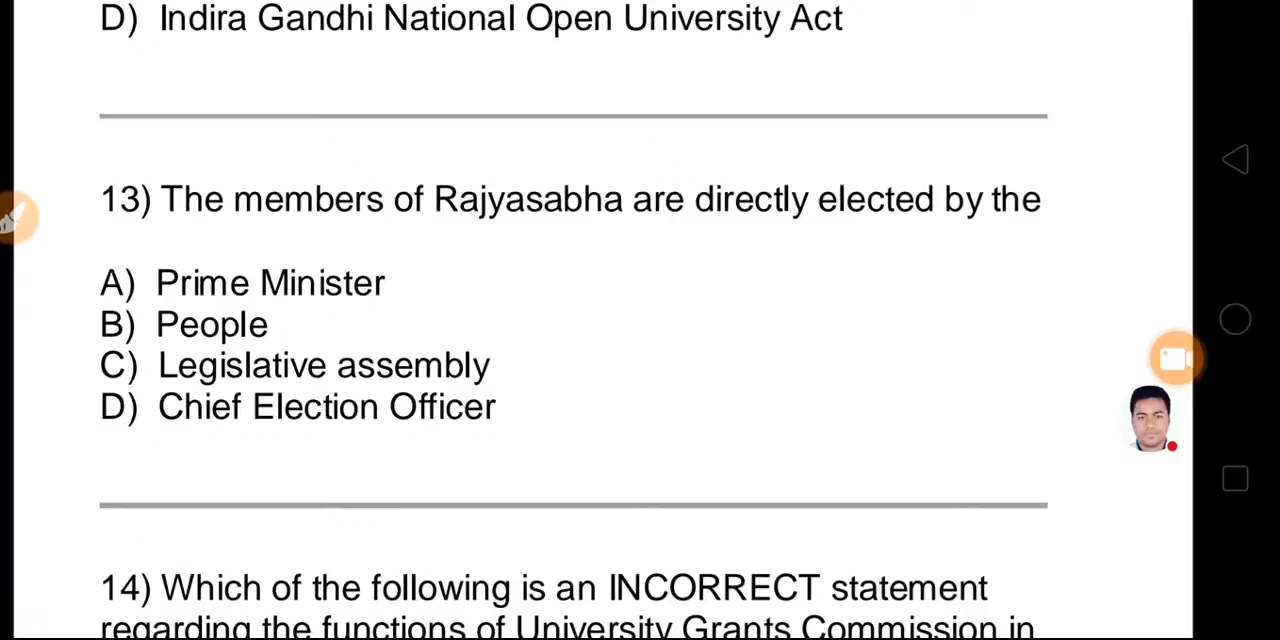 D) Indira Gandhi National Open University Act
13) The members of Rajyasabha are directly elected by the
A) Prime Minister
B) People
C) Legislative assembly
D) Chief Election Officer
14) Which of the following is an INCORRECT statement
regarding the functions of University Grants Commission in